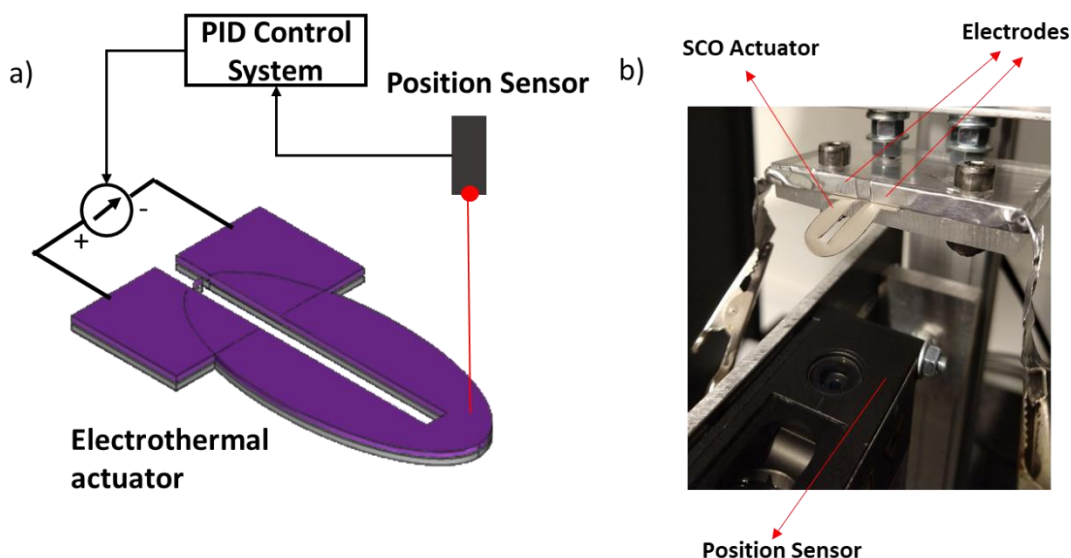 a)
PID Control
System
Position Sensor
-
+
Electrothermal
actuator
b)
SCO Actuator
Electrodes
Position Sensor